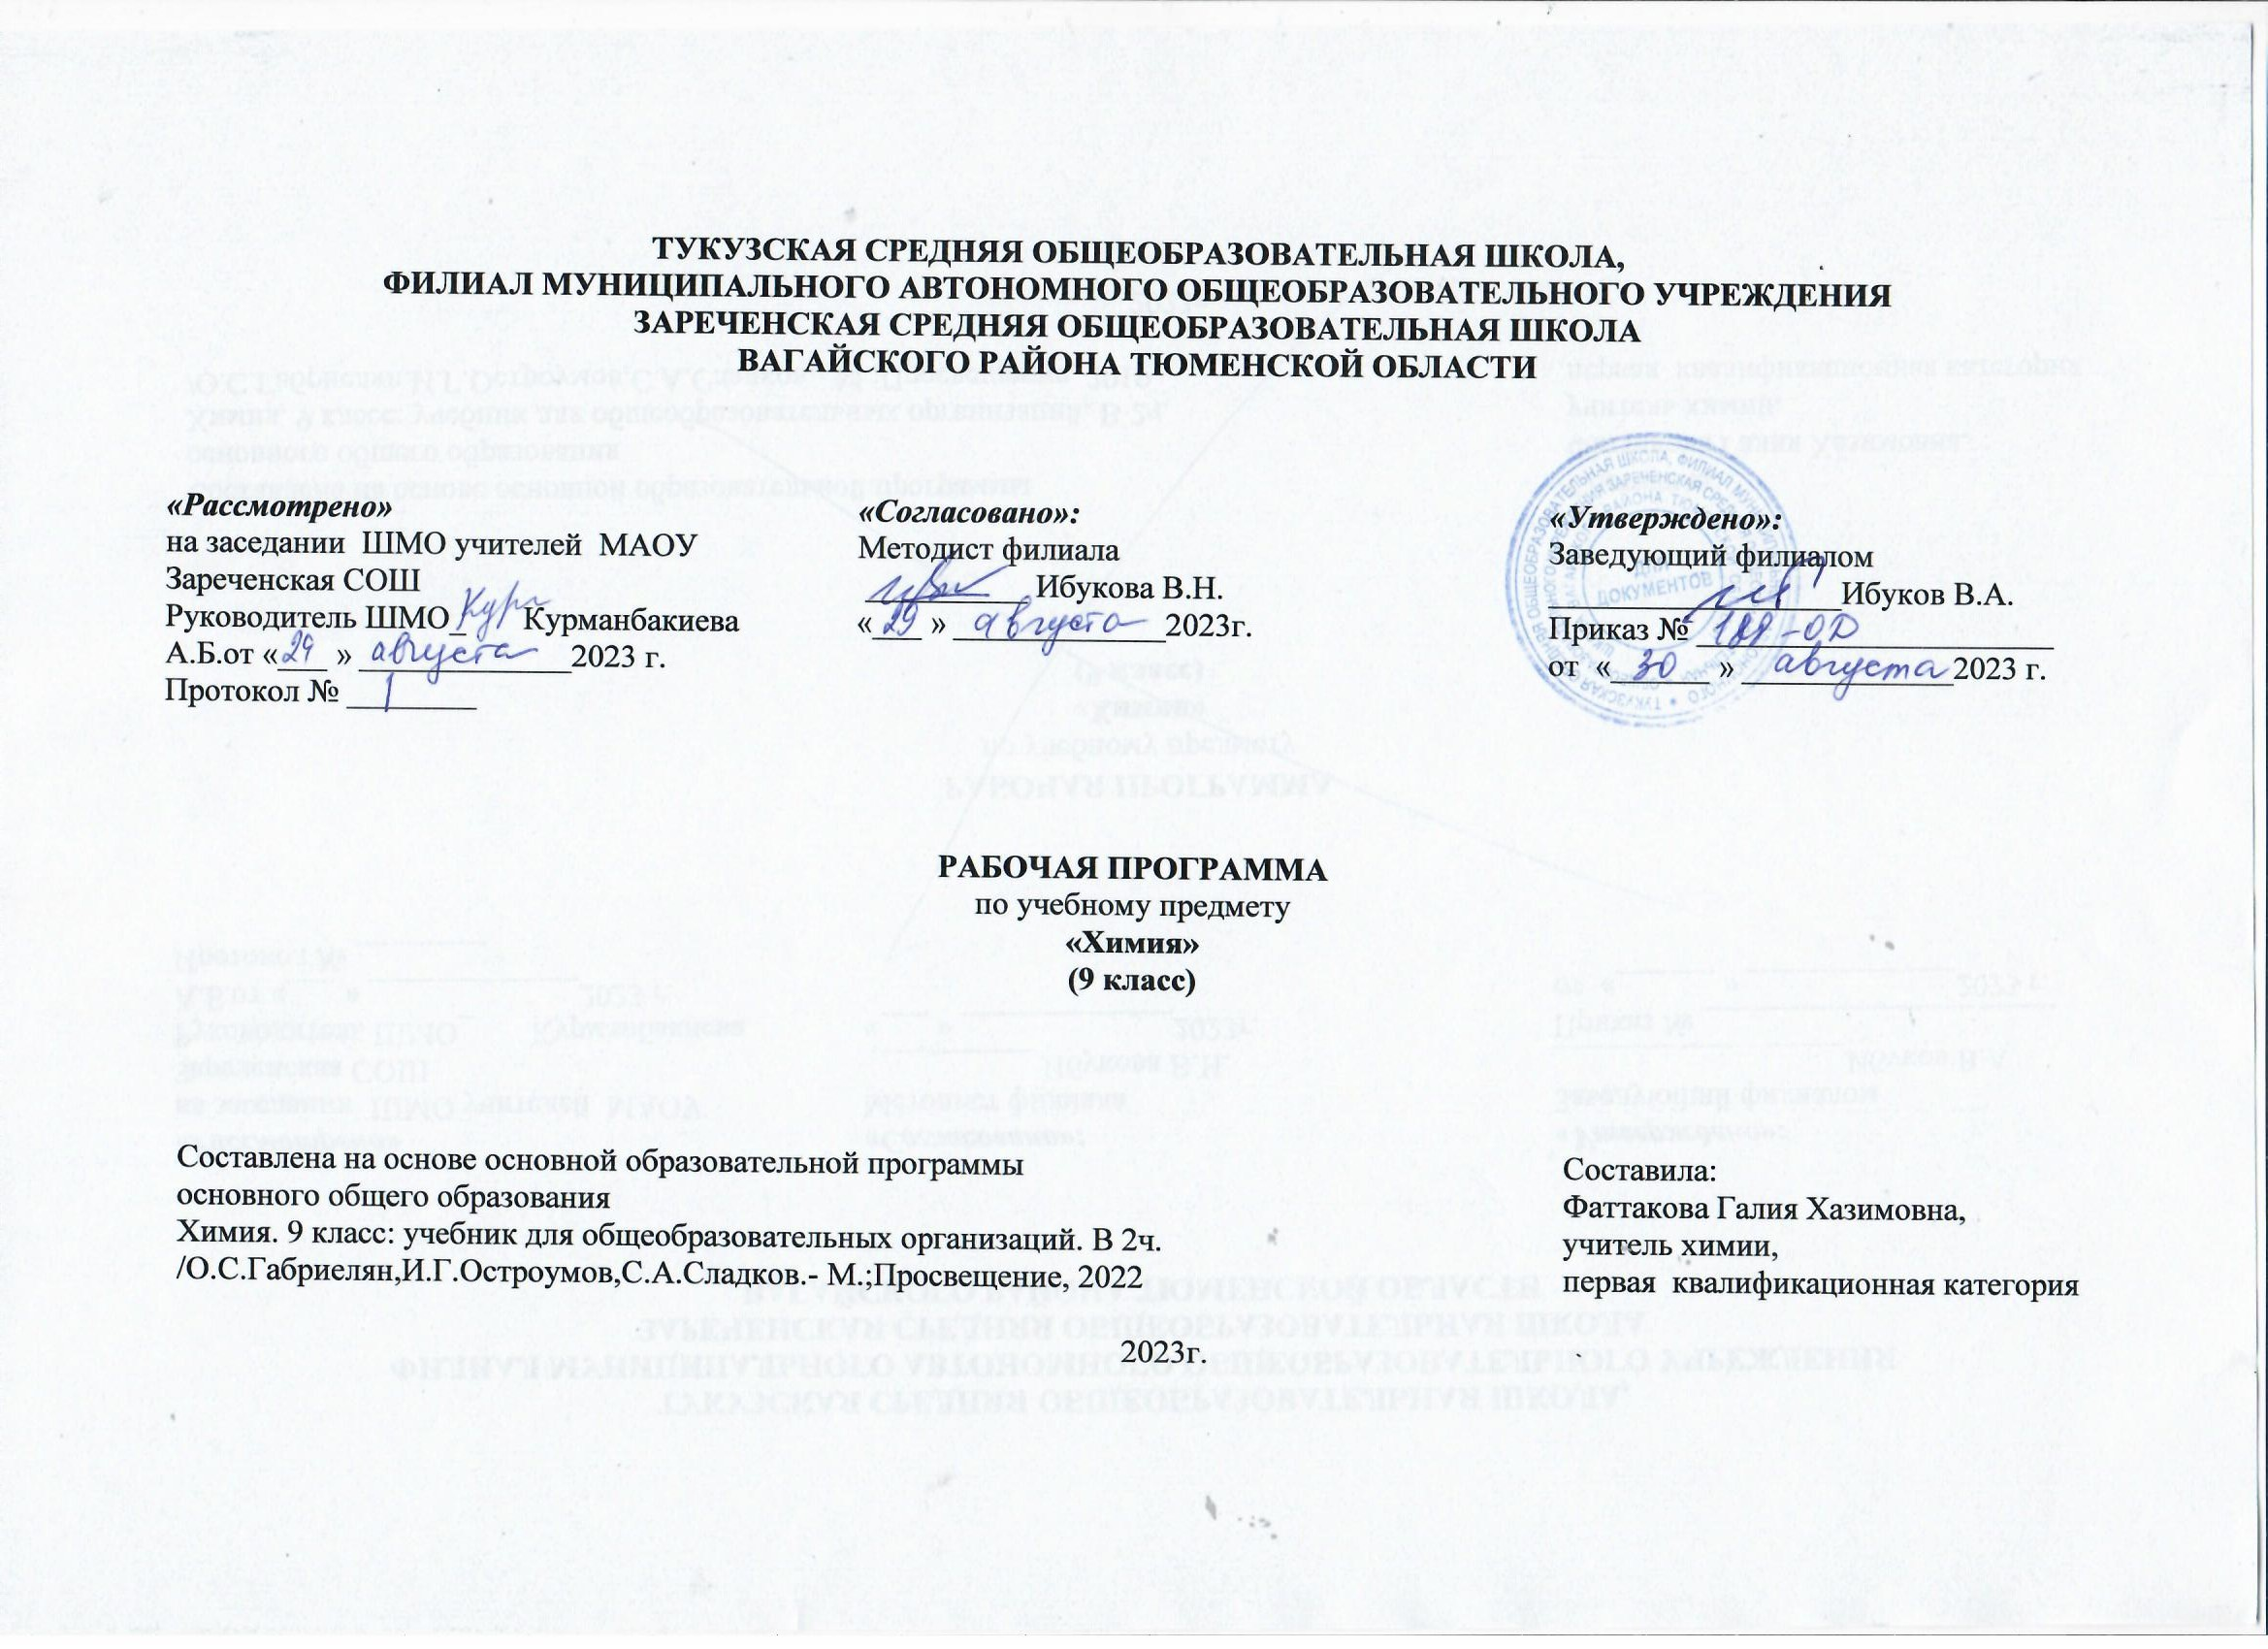 ТУКУЗСКАЯ СРЕДНЯЯ ОБЩЕОБРАЗОВАТЕЛЬНАЯ ШКОЛА,
ФИЛИАЛ МУНИЦИПАЛЬНОГО АВТОНОМНОГО ОБЩЕОБРАЗОВАТЕЛЬНОГО УЧРЕЖДЕНИЯ
ЗАРЕЧЕНСКАЯ СРЕДНЯЯ ОБЩЕОБРАЗОВАТЕЛЬНАЯ ШКОЛА
ВАГАЙСКОГО РАЙОНА ТЮМЕНСКОЙ ОБЛАСТИ
«Рассмотрено»
на заседании ШМО учителей МАОУ
Зареченская СОШ
Руководитель ШМО_ Курманбакиева
А.Б.от «29» августа 2023 г.
Протокол № 1
«Согласовано»:
Методист филиала
Ибукова В.Н.
«29» августа 2023г.
«Утверждено»:
Заведующий филиалом
Ибуков В.А.
Приказ №
от «30» августа 2023 г.
ДЛЯ
ДОКУМЕНТОВ
РАБОЧАЯ ПРОГРАММА
по учебному предмету
«Химия»
(9 класс)
Составлена на основе основной образовательной программы
основного общего образования
Химия. 9 класс: учебник для общеобразовательных организаций. В 2ч.
/О.С.Габриелян,И.Г.Остроумов,С.А.Сладков.- М.;Просвещение, 2022
Составила:
Фаттакова Галия Хазимовна,
учитель химии,
первая квалификационная категория
2023г.